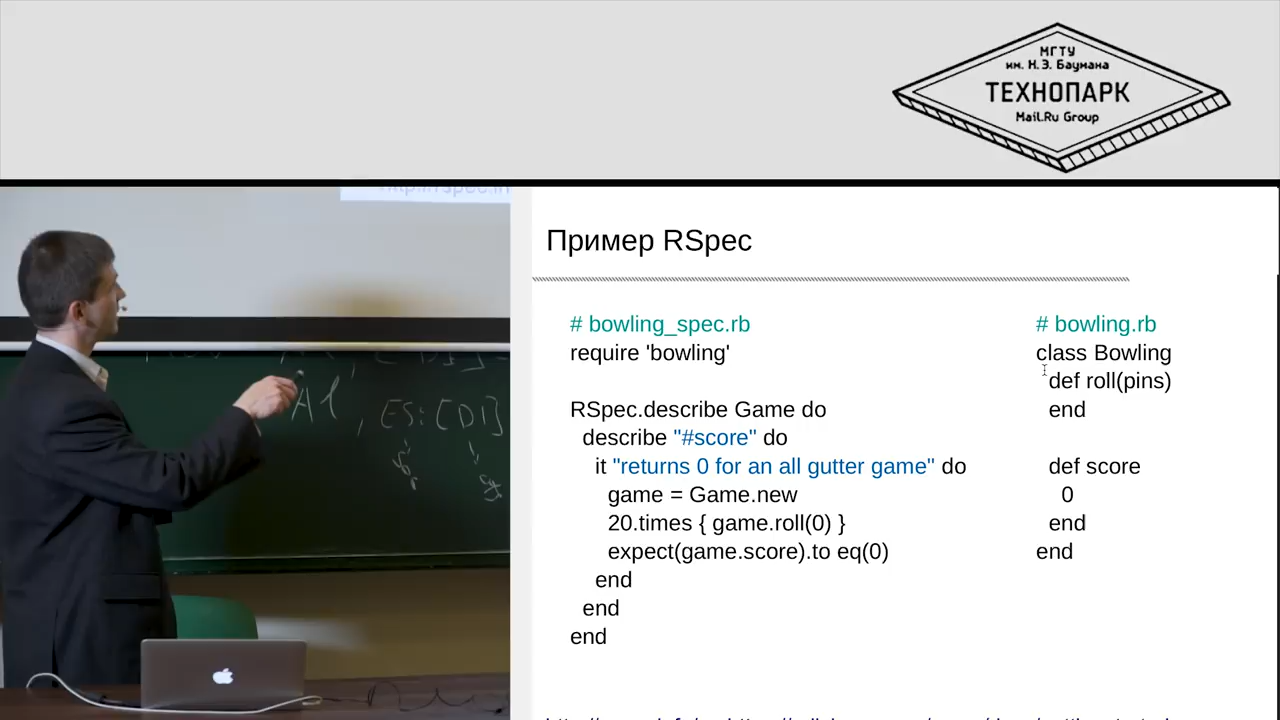 МГТУ
им. Н.Э. Баумана
ТЕХНОПАРК
Mail.Ru Group
Пример RSpec
# bowling_spec.rb
require 'bowling'
RSpec.describe Game do
describe "#score" do
it "returns 0 for an all gutter game" do
game = Game.new
20.times { game.roll(0) }
expect(game.score).to eq(0)
end
end
end
# bowling.rb
class Bowling
def roll(pins)
end
def score
0
end
end